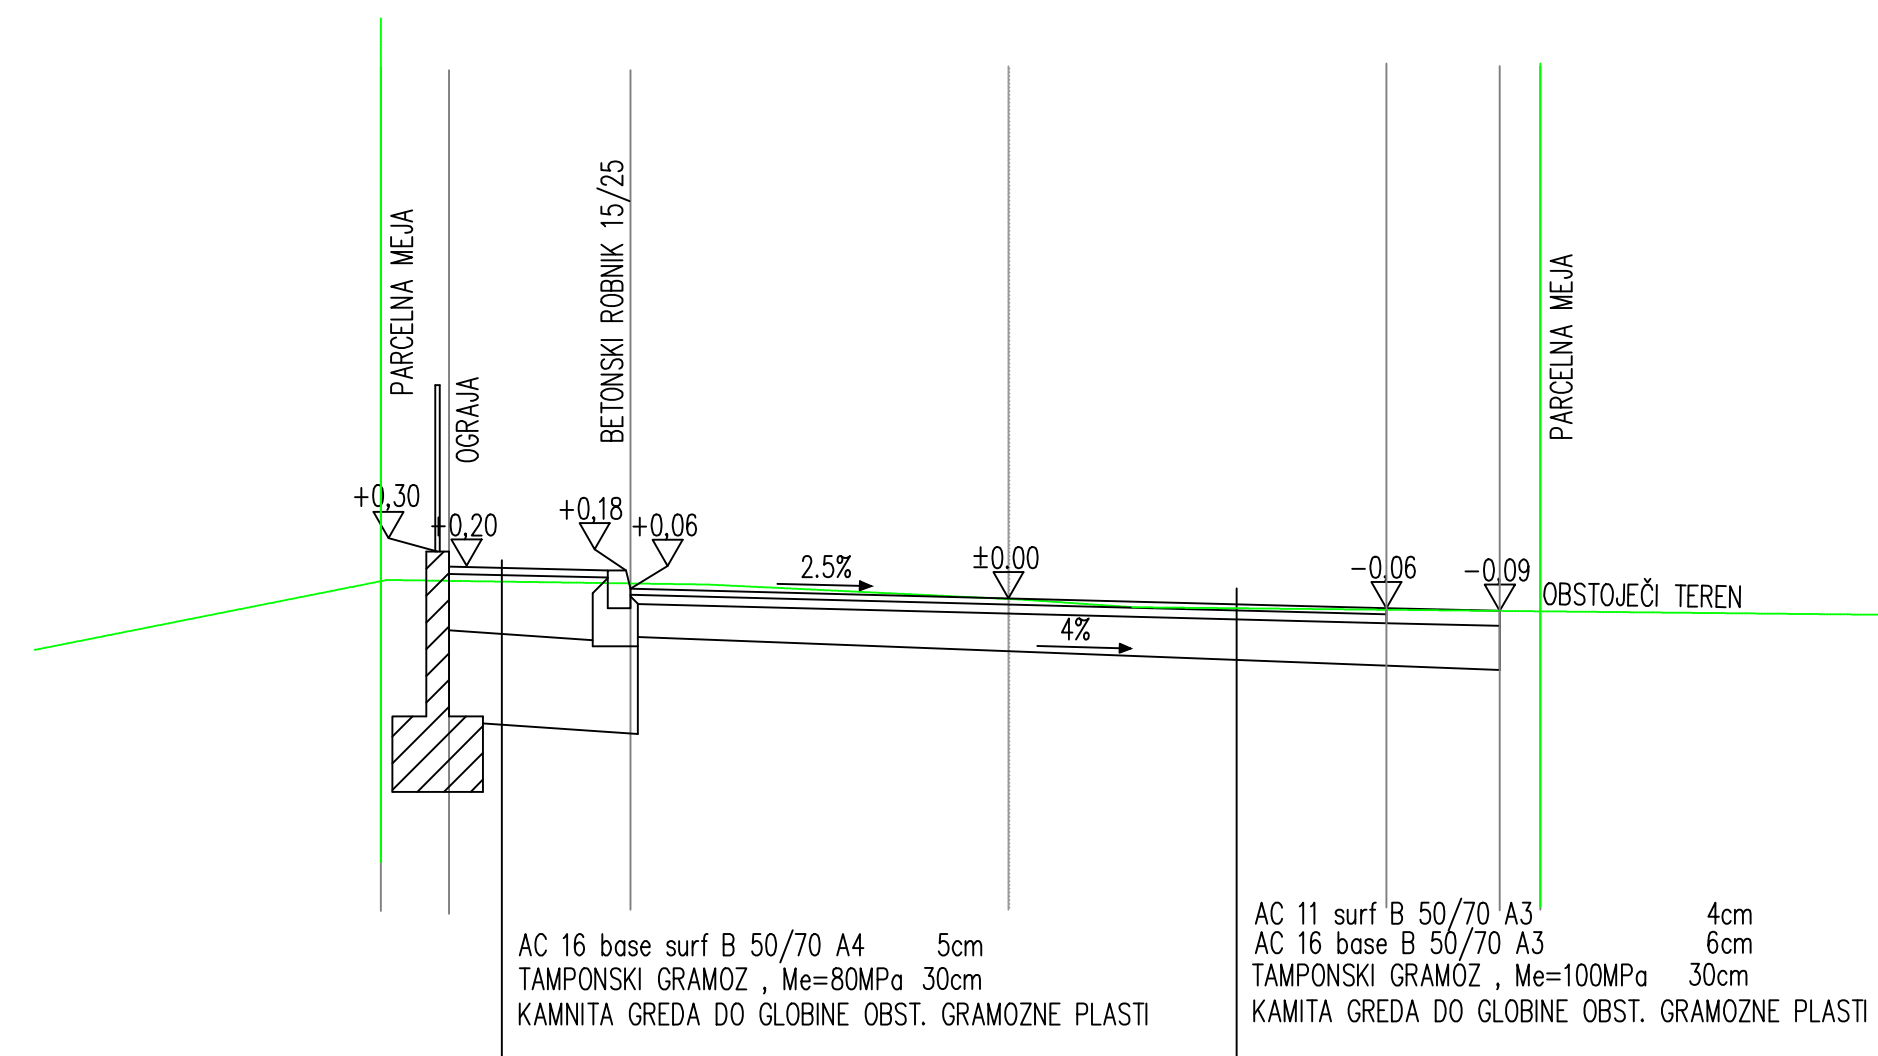 PARCELNA MEJA
OGRAJA
BETONSKI ROBNIK 15/25
PARCELNA MEJA
+0,30
+0,20
+0,18
+0,06
2.5%
±0,00
-0,06
-0,09
OBSTOJEČI TEREN
4%
AC 16 base surf B 50/70 A4 5cm
TAMPONSKI GRAMOZ , Me=80MPa 30cm
KAMNITA GREDA DO GLOBINE OBST. GRAMOZNE PLASTI
AC 11 surf B 50/70 A3 4cm
AC 16 base B 50/70 A3 6cm
TAMPONSKI GRAMOZ , Me=100MPa 30cm
KAMITA GREDA DO GLOBINE OBST. GRAMOZNE PLASTI